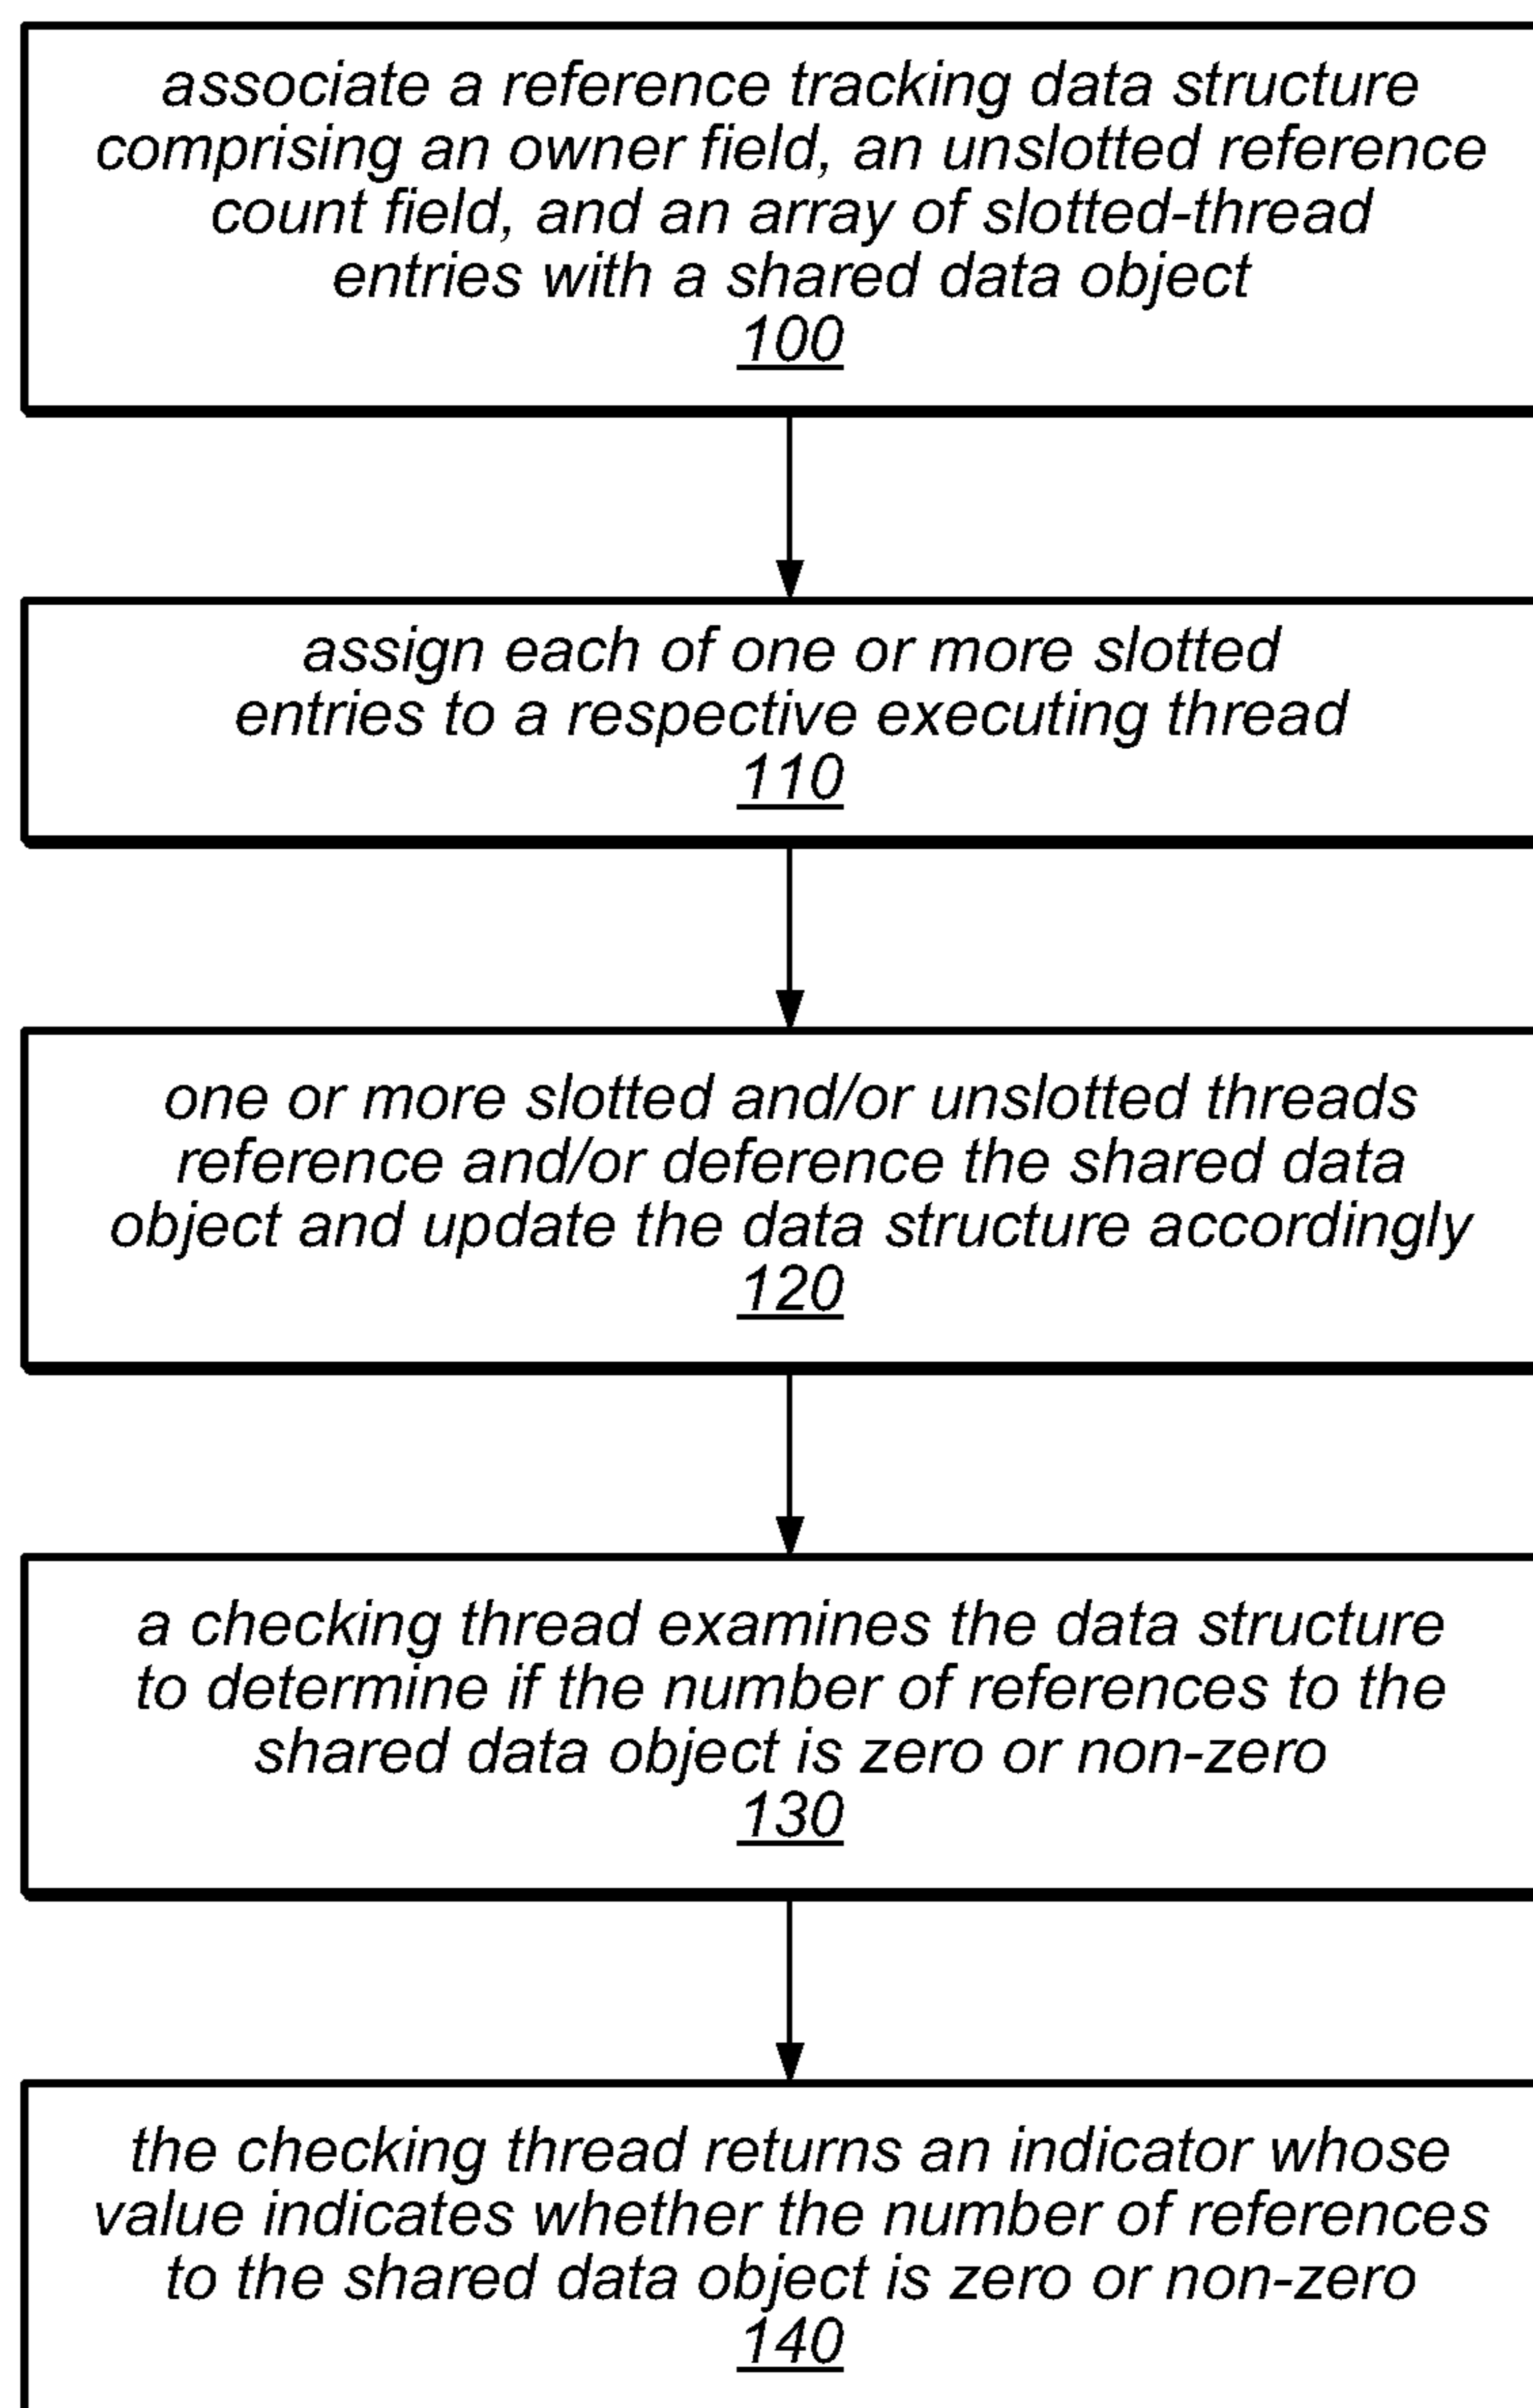 associate a reference tracking data structure
comprising an owner field, an unslotted reference
count field, and an array of slotted-thread
entries with a shared data object
100
assign each of one or more slotted
entries to a respective executing thread
110
one or more slotted and/or unslotted threads
reference and/or deference the shared data
object and update the data structure accordingly
120
a checking thread examines the data structure
to determine if the number of references to the
shared data object is zero or non-zero
130
the checking thread returns an indicator whose
value indicates whether the number of references
to the shared data object is zero or non-zero
140